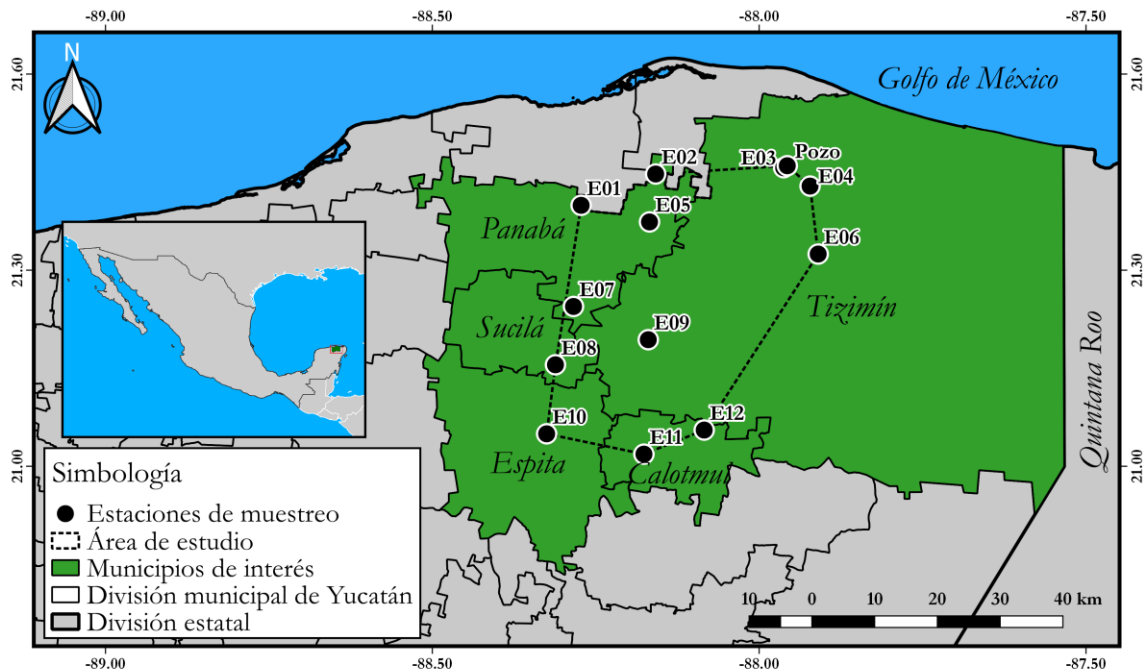 -89.00
-88.50
-88.00
-87.50
N
Golfo de México
21.60
21.60
E02
E03
Pozo
E04
E01
E05
Panabá
E06
21.30
21.30
E07
Tizimín
Sucilá
E09
E08
Quintana Roo
E10
E12
E11
Espita
Calotmul
21.00
21.00
Simbología
Estaciones de muestreo
Área de estudio
Municipios de interés
División municipal de Yucatán
División estatal
10 0 10 20 30 40 km
-89.00
-88.50
-88.00
-87.50